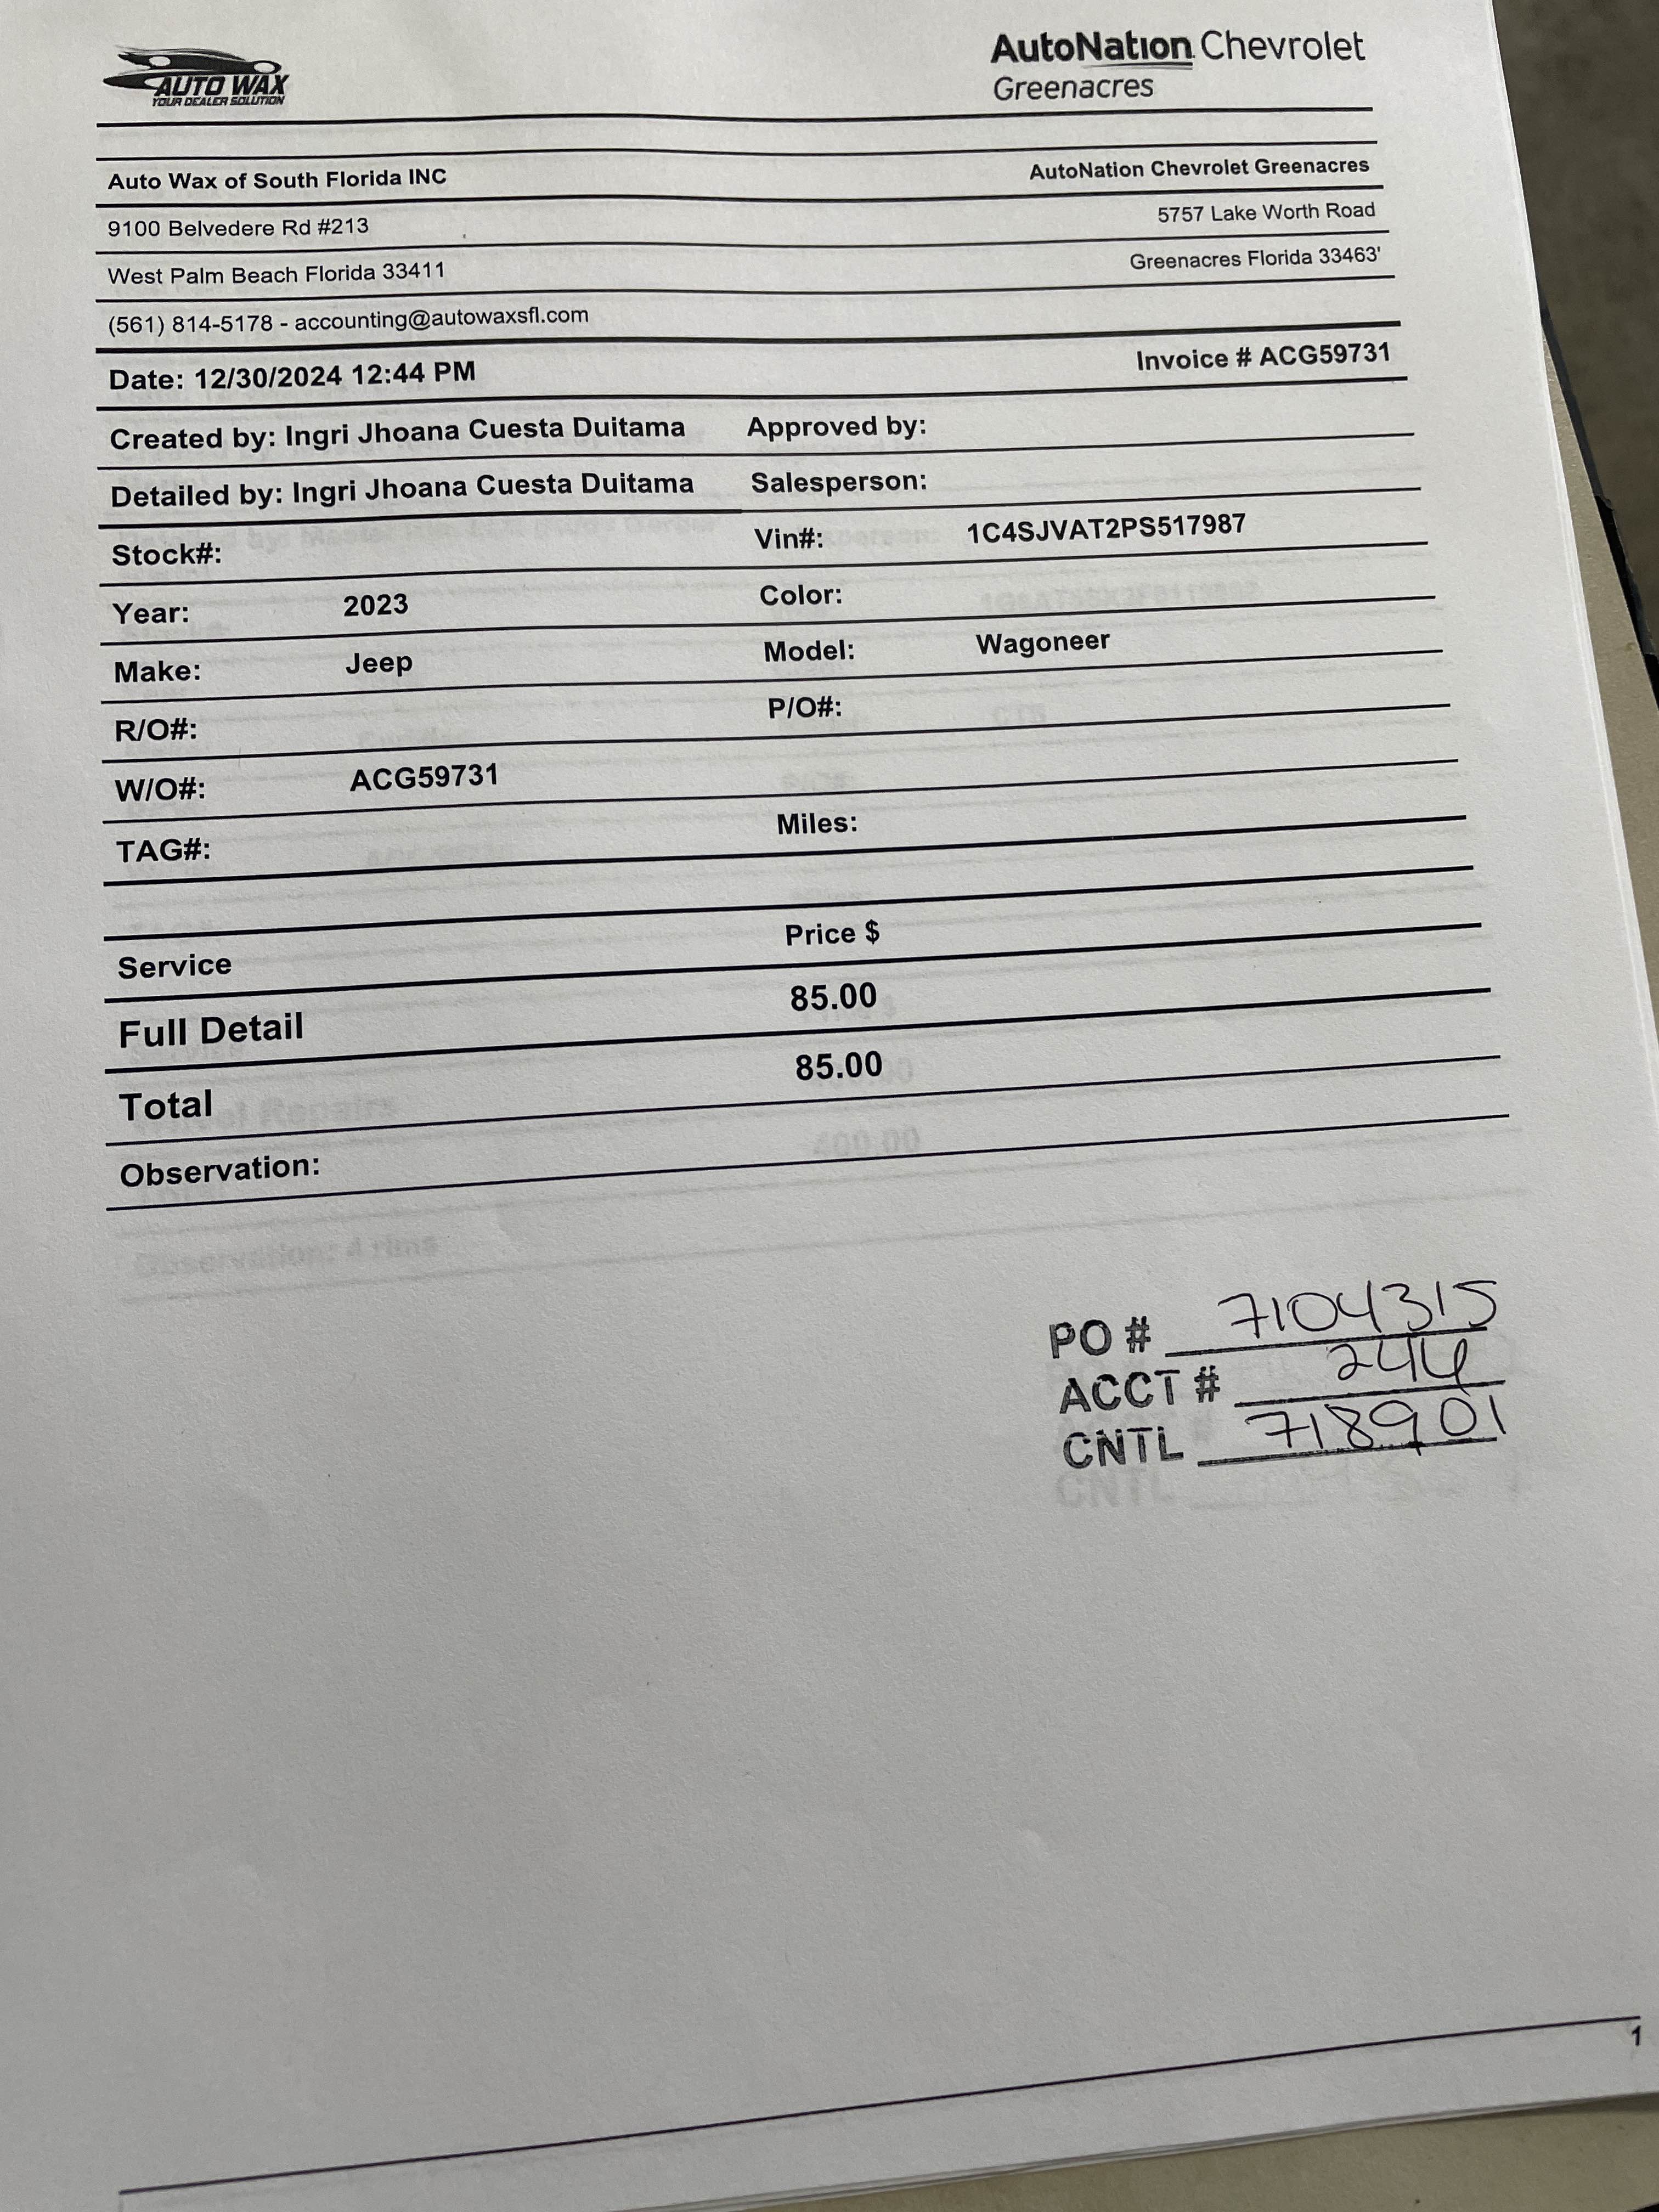 AUTO WAX
YOUR DEALER SOLUTION
AutoNation Chevrolet
Greenacres
Auto Wax of South Florida INC AutoNation Chevrolet Greenacres
9100 Belvedere Rd #213 5757 Lake Worth Road
West Palm Beach Florida 33411 Greenacres Florida 33463'
(561) 814-5178 - accounting@autowaxsfl.com
Date: 12/30/2024 12:44 PM Invoice # ACG59731
Created by: Ingri Jhoana Cuesta Duitama Approved by:
Detailed by: Ingri Jhoana Cuesta Duitama Salesperson:
Stock#: Vin#: 1C4SJVAT2PS517987
Year: 2023 Color:
Make: Jeep Model: Wagoneer
R/O#: P/O#:
W/O#: ACG59731
TAG#: Miles:
Service Price $
Full Detail 85.00
Total 85.00
Observation:
Observation: 4 rims
PO # 7104315
ACCT # 244
CNTL 718901
1